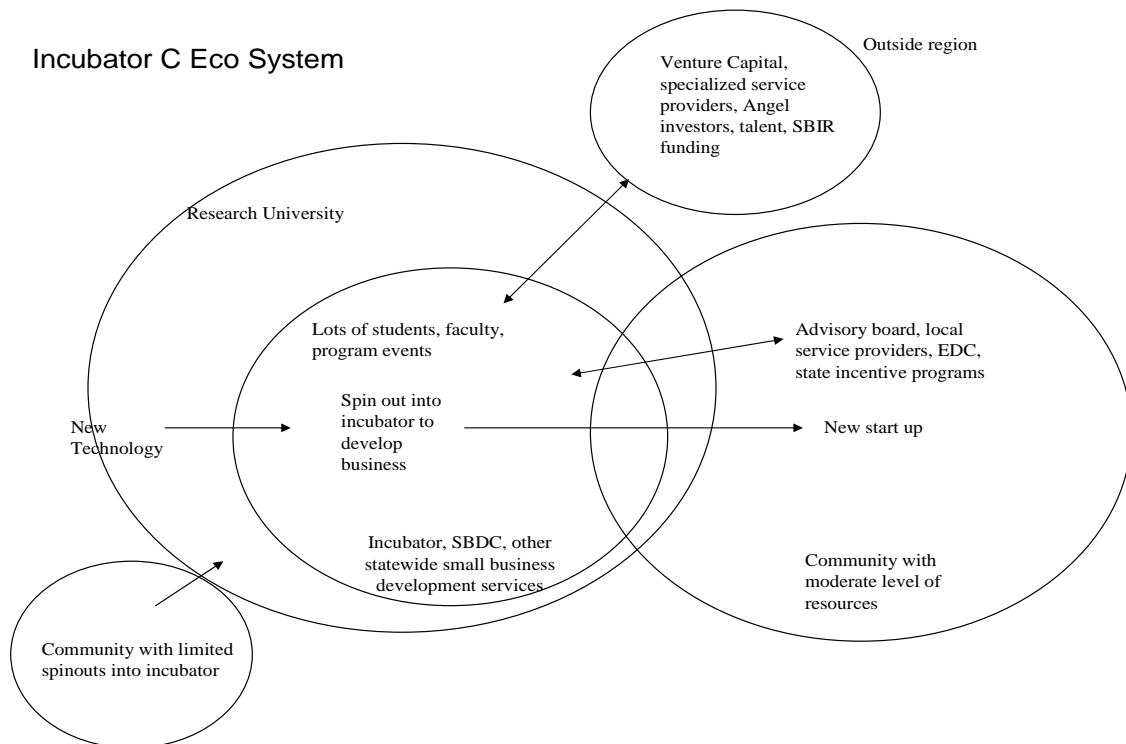 Incubator C Eco System
Outside region
Venture Capital,
specialized service
providers, Angel
investors, talent, SBIR
funding
Research University
Lots of students, faculty,
program events
Advisory board, local
service providers, EDC,
state incentive programs
New
Technology
Spin out into
incubator to
develop
business
New start up
Incubator, SBDC, other
statewide small business
development services
Community with
moderate level of
resources
Community with limited
spinouts into incubator